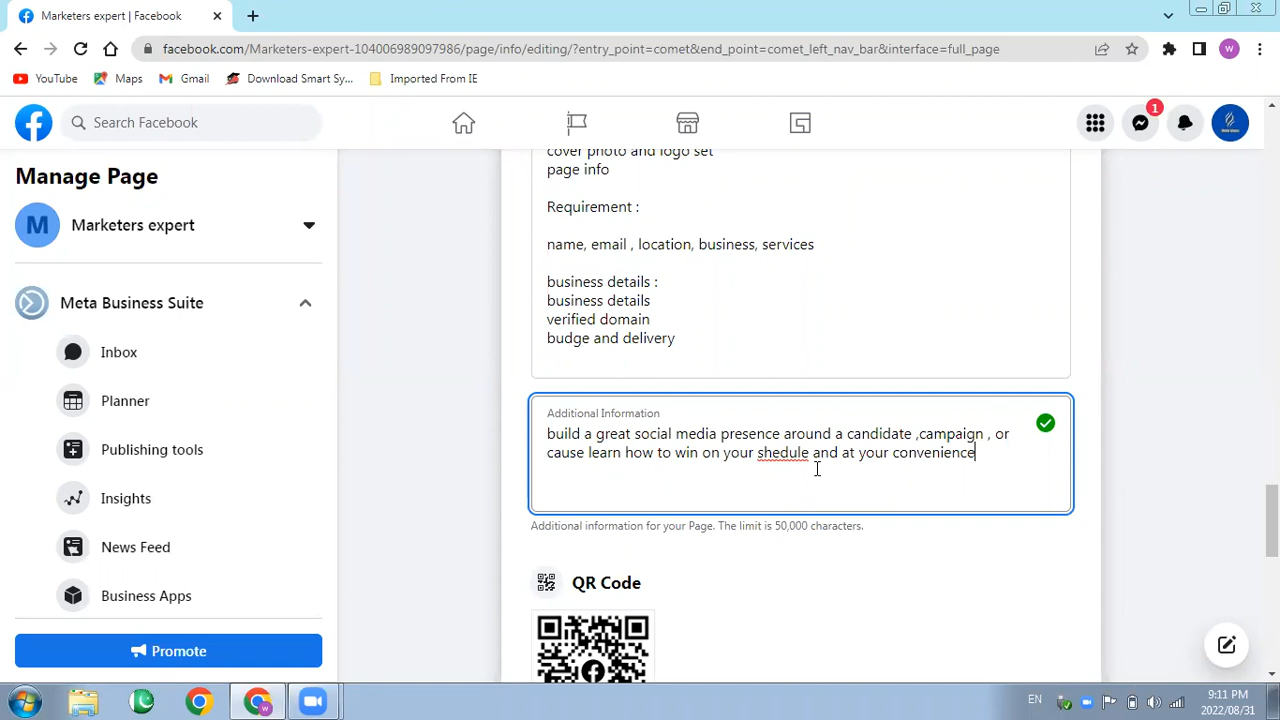 Marketers expert | Facebook
facebook.com/Marketers-expert-104006989097986/page/info/editing/?entry_point=comet&end_point=comet_left_nav_bar&interface=full_page
W
YouTube
Maps
Gmail
Download Smart Sy...
Imported From IE
Search Facebook
1
Manage Page
M
Marketers expert
Meta Business Suite
Inbox
Planner
Publishing tools
Insights
News Feed
Business Apps
Promote
cover photo and logo set
page info
Requirement :
name, email , location, business, services
business details :
business details
verified domain
budge and delivery
Additional Information
build a great social media presence around a candidate ,campaign , or
cause learn how to win on your shedule and at your convenience
Additional information for your Page. The limit is 50,000 characters.
QR Code
EN
9:11 PM
2022/08/31